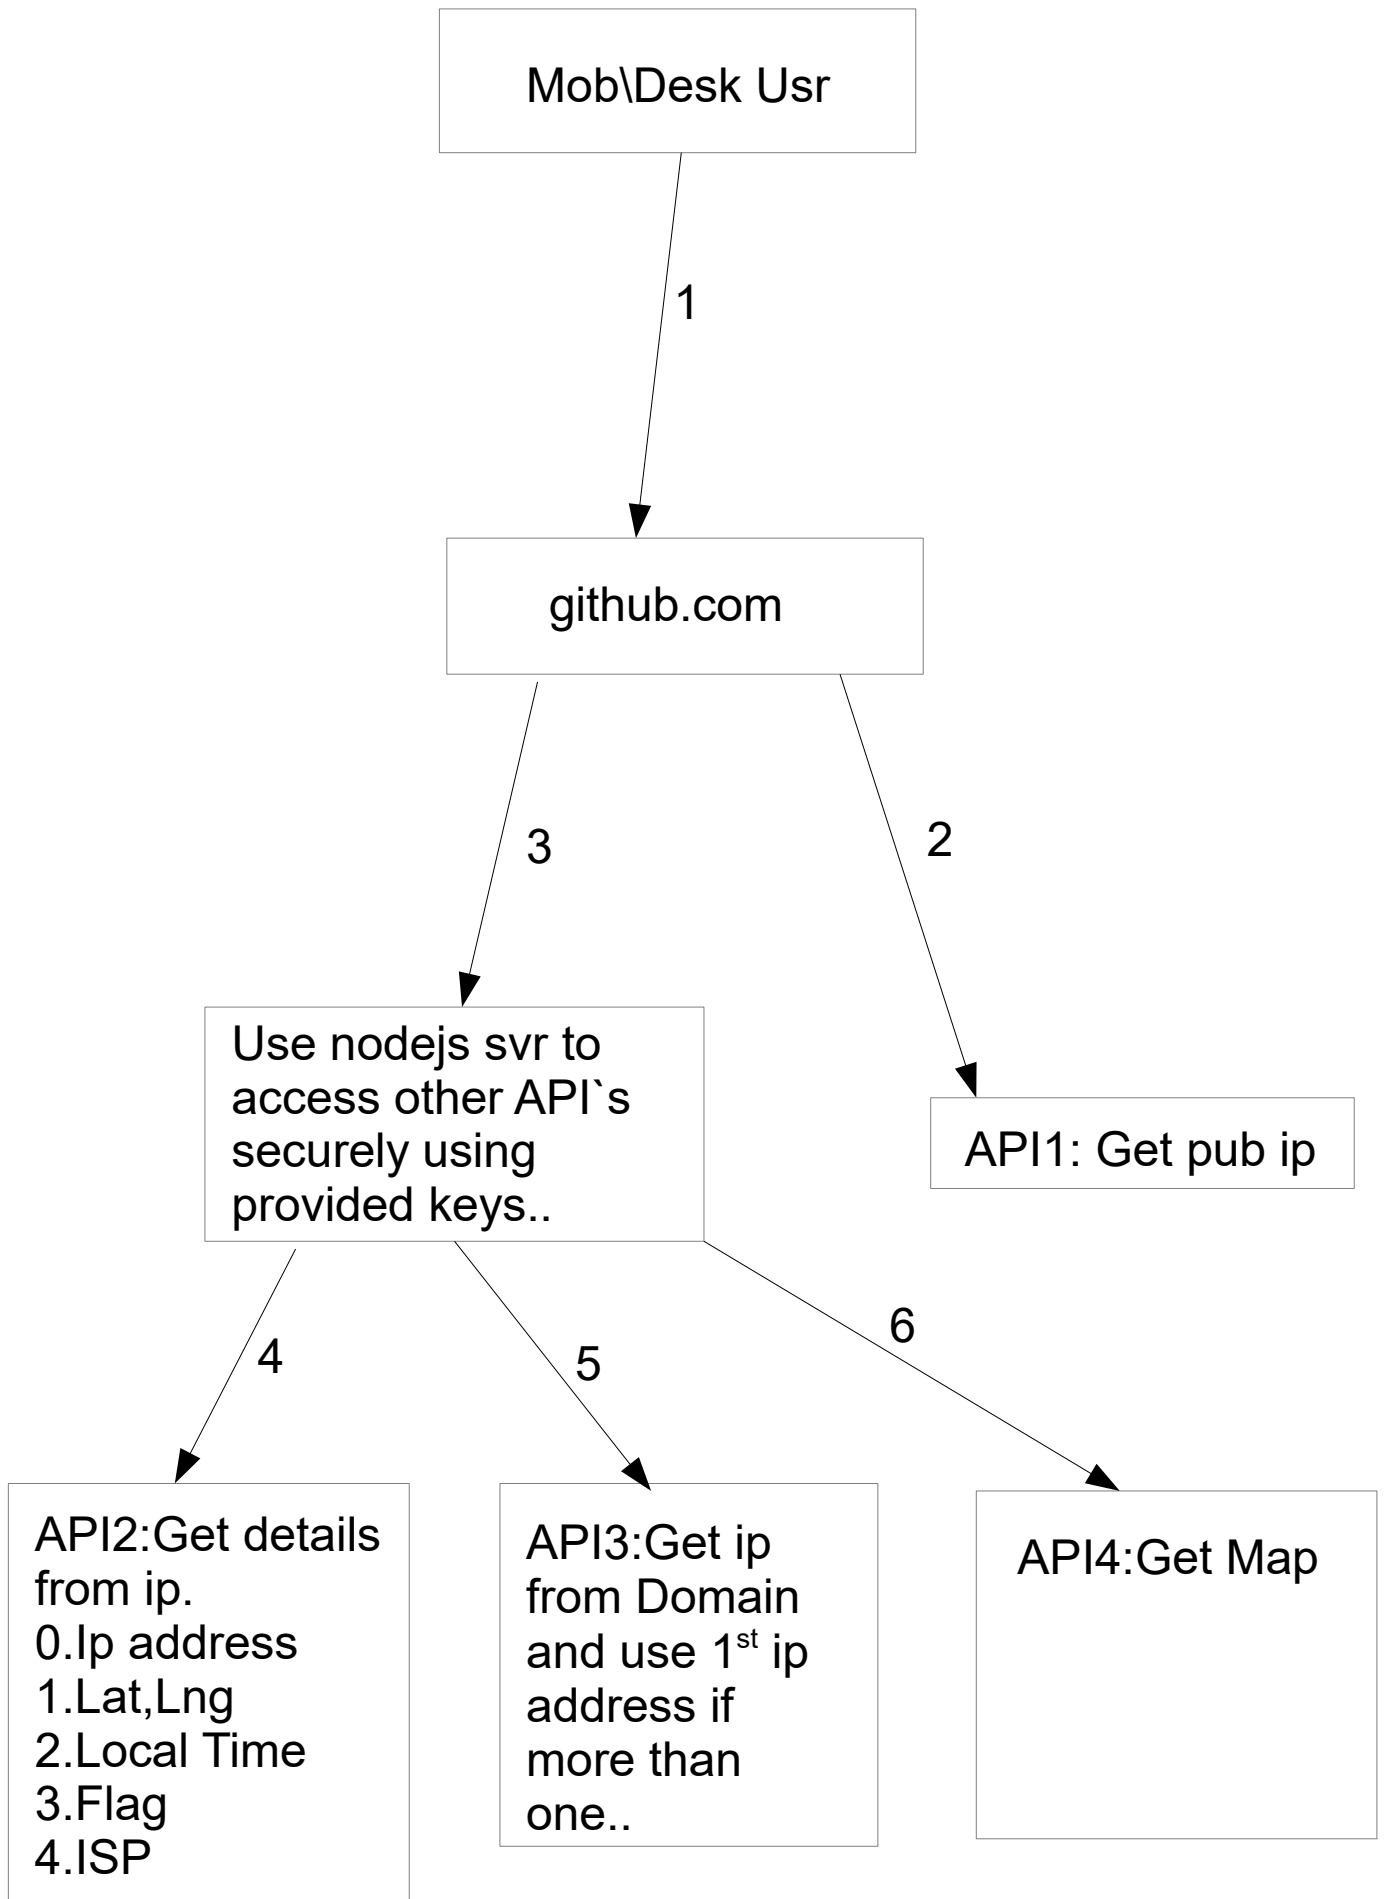 Mob\Desk Usr
1
github.com
3
2
Use nodejs svr to
access other API`s
securely using
provided keys..
API1: Get pub ip
4
5
6
API2:Get details
from ip.
0.Ip address
1.Lat,Lng
2.Local Time
3.Flag
4.ISP
API3:Get ip
from Domain
and use 1st ip
address if
more than
one..
API4:Get Map